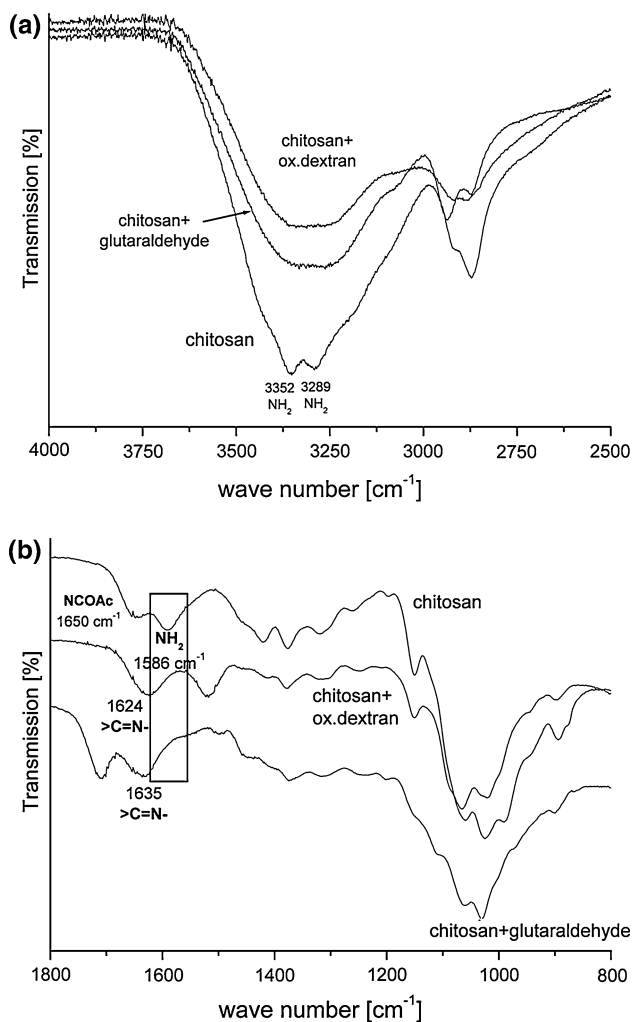 (a)
Transmission [%]
chitosan+
ox.dextran
chitosan+
glutaraldehyde
chitosan
3352 3289
NH₂ NH₂
4000 3750 3500 3250 3000 2750 2500
wave number [cm⁻¹]
(b)
Transmission [%]
NCOAc
1650 cm⁻¹
NH₂
1586 cm⁻¹
chitosan
1624
>C=N-
chitosan+
ox.dextran
1635
>C=N-
chitosan+glutaraldehyde
1800 1600 1400 1200 1000 800
wave number [cm⁻¹]